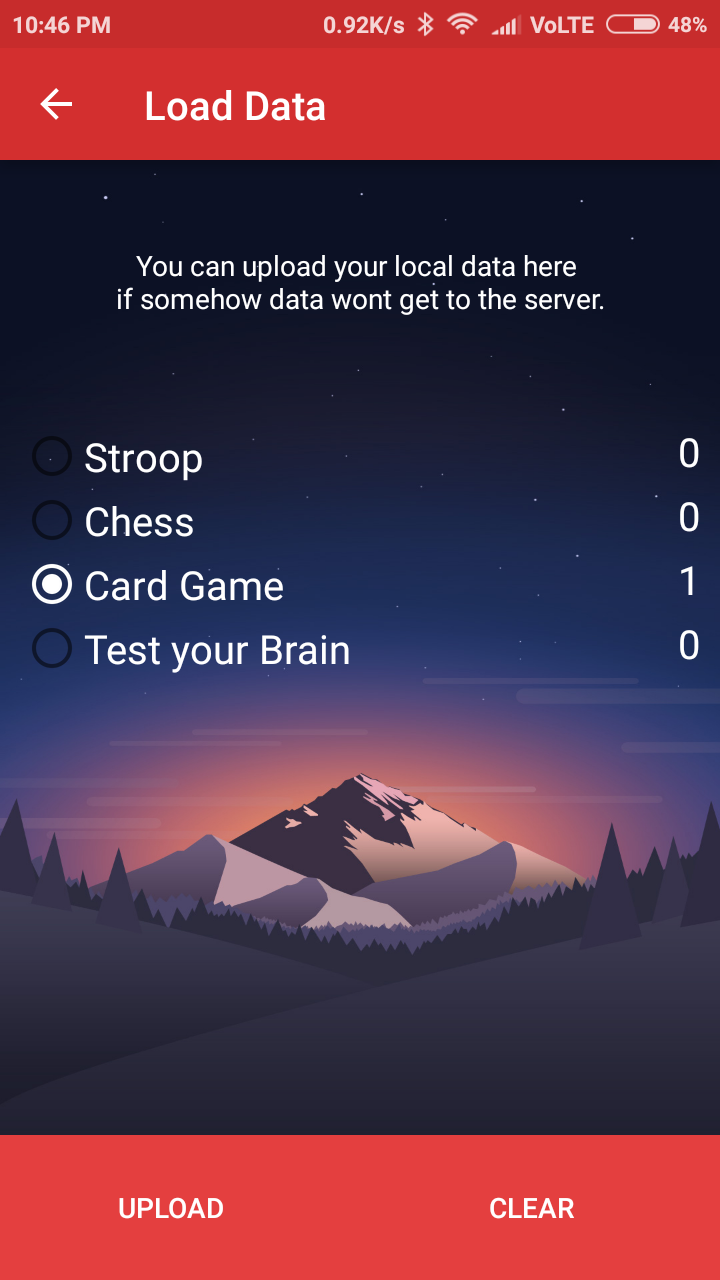 10:46 PM 0.92K/s VoLTE 48%
Load Data
You can upload your local data here
if somehow data wont get to the server.
Stroop 0
Chess 0
Card Game 1
Test your Brain 0
UPLOAD CLEAR